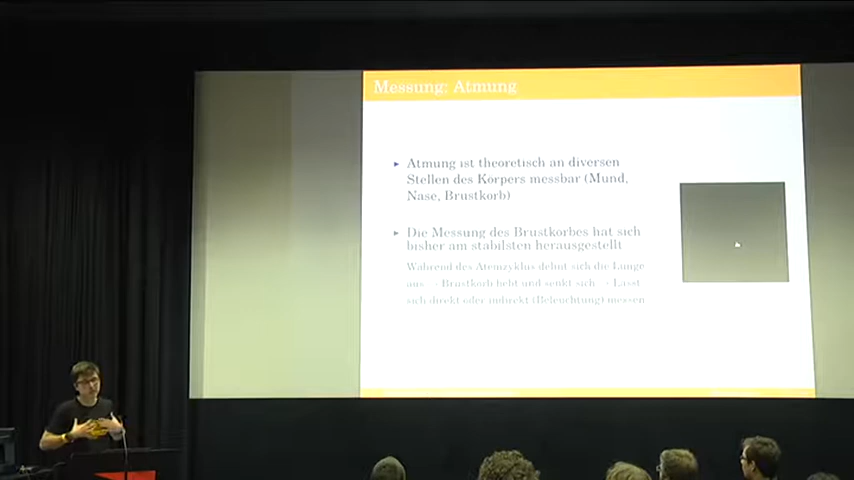 Messung: Atmung
Atmung ist theoretisch an diversen
Stellen des Körpers messbar (Mund,
Nase, Brustkorb)
Die Messung des Brustkorbes hat sich
bisher am stabilsten herausgestellt
Während des Atemzyklus dehnt sich die Lunge
aus → Brustkorb hebt und senkt sich → Lässt
sich direkt oder indirekt (Beleuchtung) messen